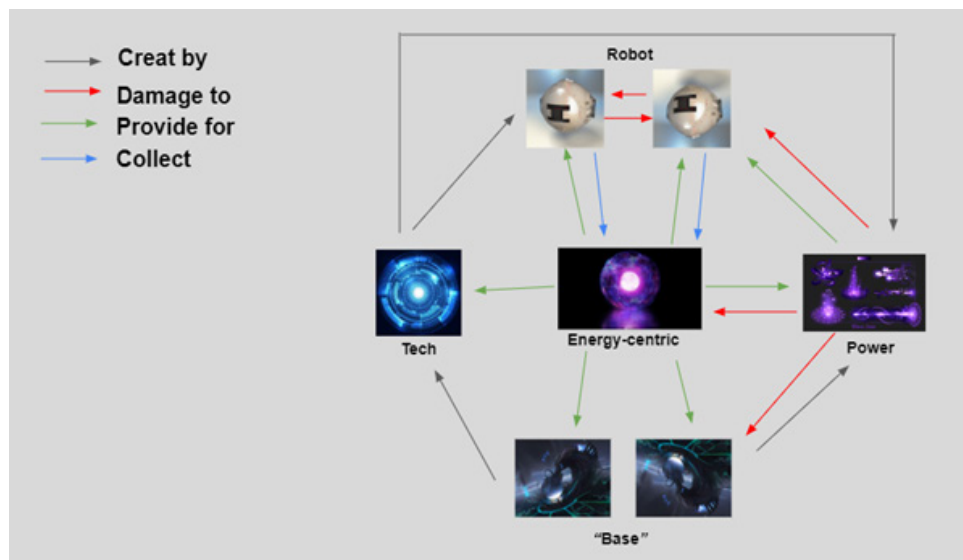 Creat by
Damage to
Provide for
Collect
Robot
Tech
Energy-centric
Power
“Base”